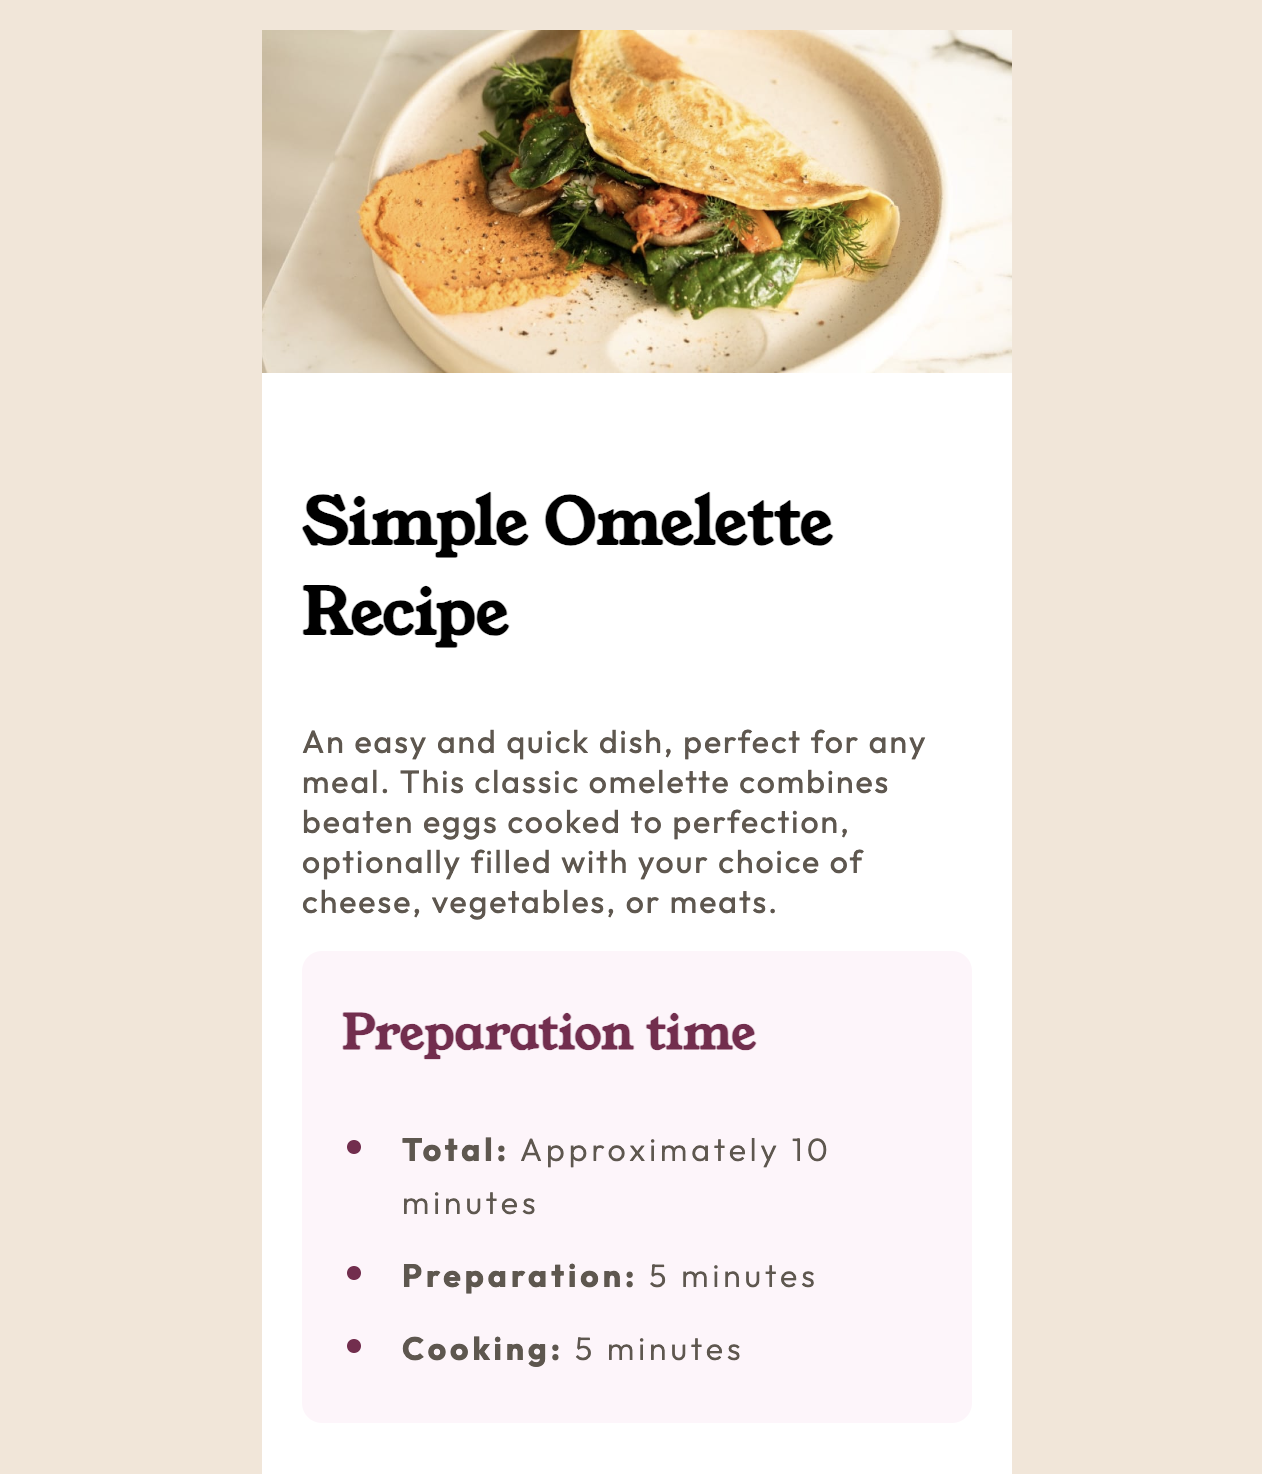 Simple Omelette
Recipe
An easy and quick dish, perfect for any
meal. This classic omelette combines
beaten eggs cooked to perfection,
optionally filled with your choice of
cheese, vegetables, or meats.
Preparation time
Total: Approximately 10
minutes
Preparation: 5 minutes
Cooking: 5 minutes